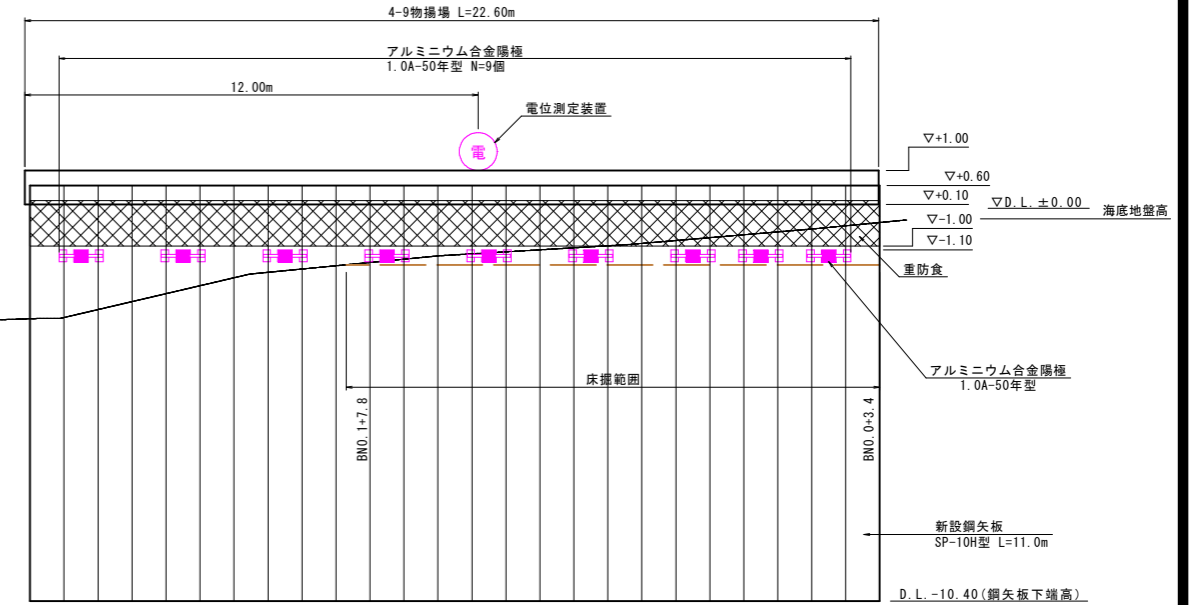 4-9物揚場 L=22.60m
アルミニウム合金陽極
1.0A-50年型 N=9個
12.00m
電位測定装置
電
▽+1.00
▽+0.60
▽+0.10
▽D.L.±0.00
海底地盤高
▽-1.00
▽-1.10
重防食
アルミニウム合金陽極
1.0A-50年型
床掘範囲
BNO.1+7.8
BNO.0+3.4
新設鋼矢板
SP-10H型 L=11.0m
D.L.-10.40(鋼矢板下端高)